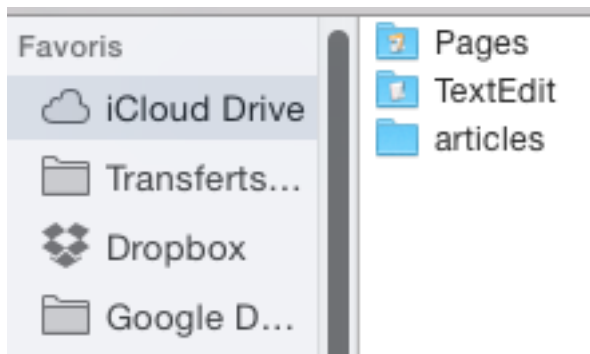 Favoris
iCloud Drive
Transferts...
Dropbox
Google D...
Pages
TextEdit
articles